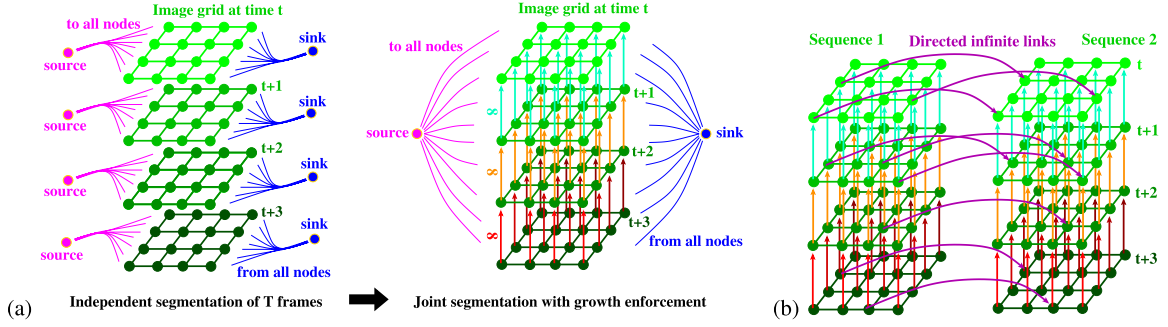 Image grid at time t
to all nodes
sink
source
t+1
sink
source
t+2
sink
source
t+3
sink
source
from all nodes
(a)
Independent segmentation of T frames
Image grid at time t
to all nodes
∞
t+1
source
sink
∞
t+2
∞
t+3
from all nodes
Joint segmentation with growth enforcement
Sequence 1
Directed infinite links
Sequence 2
t
t+1
t+2
t+3
(b)